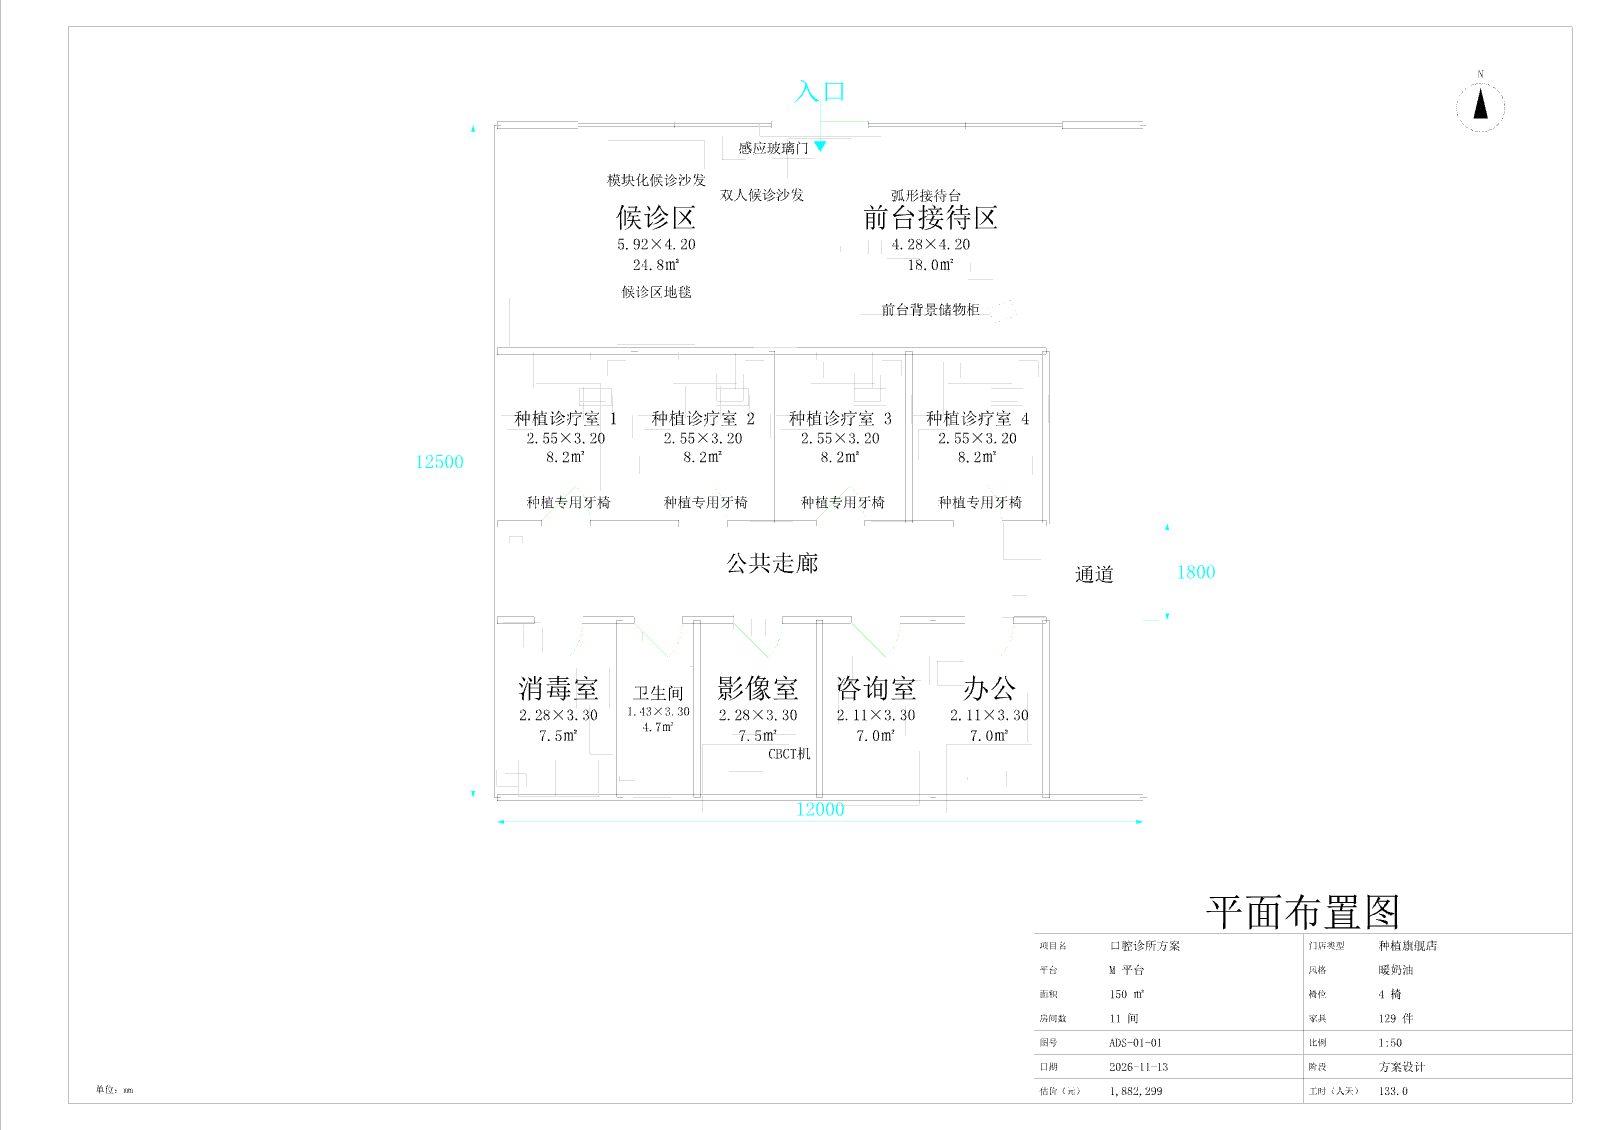 N
入口
感应玻璃门
模块化候诊沙发
双人候诊沙发
弧形接待台
候诊区
5.92×4.20
24.8㎡
候诊区地毯
前台接待区
4.28×4.20
18.0㎡
前台背景储物柜
种植诊疗室 1
2.55×3.20
8.2㎡
种植专用牙椅
种植诊疗室 2
2.55×3.20
8.2㎡
种植专用牙椅
种植诊疗室 3
2.55×3.20
8.2㎡
种植专用牙椅
种植诊疗室 4
2.55×3.20
8.2㎡
种植专用牙椅
12500
公共走廊
通道
1800
消毒室
2.28×3.30
7.5㎡
卫生间
1.43×3.30
4.7㎡
影像室
2.28×3.30
7.5㎡
CBCT机
咨询室
2.11×3.30
7.0㎡
办公
2.11×3.30
7.0㎡
12000
平面布置图
项目名 口腔诊所方案 门店类型 种植旗舰店
平台 M 平台 风格 暖奶油
面积 150 ㎡ 椅位 4 椅
房间数 11 间 家具 129 件
图号 ADS-01-01 比例 1:50
日期 2026-11-13 阶段 方案设计
估价（元） 1,882,299 工时（人天） 133.0
单位：mm